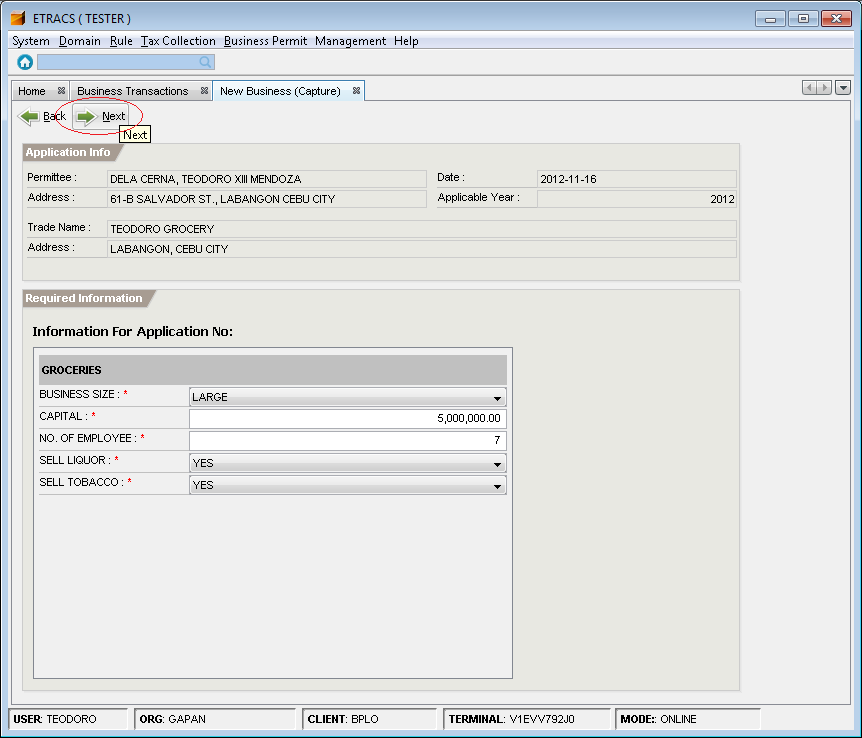 ETRACS ( TESTER )
System Domain Rule Tax Collection Business Permit Management Help
Home Business Transactions New Business (Capture)
Back Next
Next
Application Info
Permittee : DELA CERNA, TEODORO XIII MENDOZA Date : 2012-11-16
Address : 61-B SALVADOR ST., LABANGON CEBU CITY Applicable Year : 2012
Trade Name : TEODORO GROCERY
Address : LABANGON, CEBU CITY
Required Information
Information For Application No:
GROCERIES
BUSINESS SIZE : * LARGE
CAPITAL : * 5,000,000.00
NO. OF EMPLOYEE : * 7
SELL LIQUOR : * YES
SELL TOBACCO : * YES
USER: TEODORO ORG: GAPAN CLIENT: BPLO TERMINAL: V1EVV792J0 MODE:: ONLINE